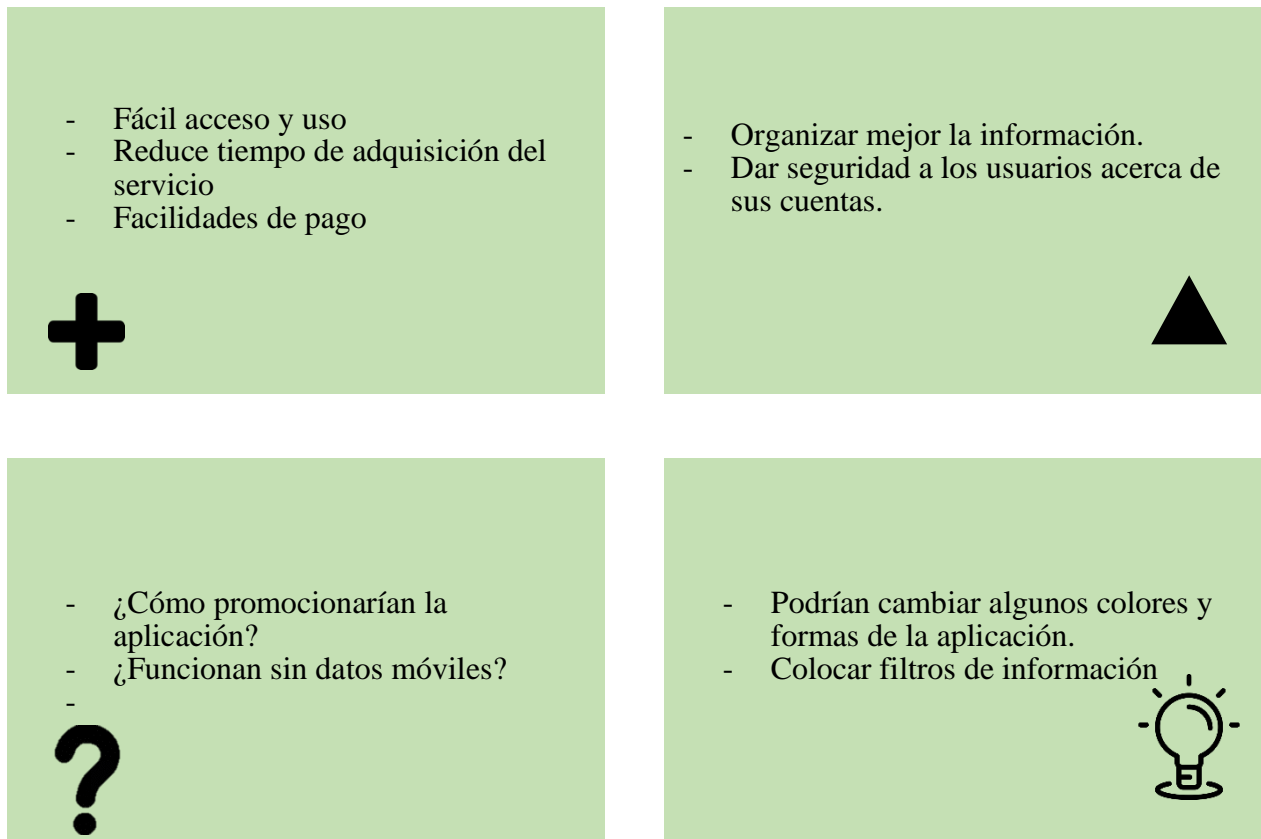 - Fácil acceso y uso
- Reduce tiempo de adquisición del
servicio
- Facilidades de pago
- Organizar mejor la información.
- Dar seguridad a los usuarios acerca de
sus cuentas.
- ¿Cómo promocionarían la
aplicación?
- ¿Funcionan sin datos móviles?
-
- Podrían cambiar algunos colores y
formas de la aplicación.
- Colocar filtros de información
?